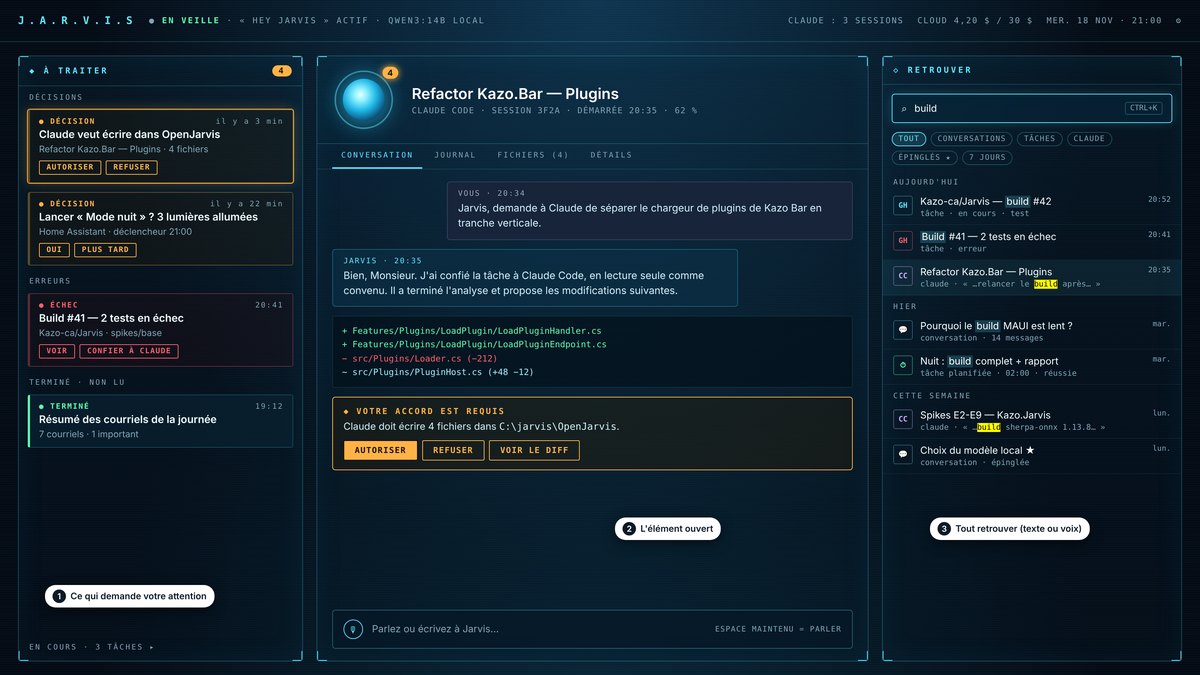 J.A.R.V.I.S ● EN VEILLE · « HEY JARVIS » ACTIF · QWEN3:14B LOCAL
CLAUDE : 3 SESSIONS CLOUD 4,20 $ / 30 $ MER. 18 NOV · 21:00 ⚙
◆ À TRAITER 4
DÉCISIONS
● DÉCISION il y a 3 min
Claude veut écrire dans OpenJarvis
Refactor Kazo.Bar — Plugins · 4 fichiers
AUTORISER REFUSER
● DÉCISION il y a 22 min
Lancer « Mode nuit » ? 3 lumières allumées
Home Assistant · déclencheur 21:00
OUI PLUS TARD
ERREURS
● ÉCHEC 20:41
Build #41 — 2 tests en échec
Kazo-ca/Jarvis · spikes/base
VOIR CONFIER À CLAUDE
TERMINÉ · NON LU
● TERMINÉ 19:12
Résumé des courriels de la journée
7 courriels · 1 important
1 Ce qui demande votre attention
EN COURS · 3 TÂCHES ▸
4
Refactor Kazo.Bar — Plugins
CLAUDE CODE · SESSION 3F2A · DÉMARRÉE 20:35 · 62 %
CONVERSATION JOURNAL FICHIERS (4) DÉTAILS
VOUS · 20:34
Jarvis, demande à Claude de séparer le chargeur de plugins de Kazo Bar en
tranche verticale.
JARVIS · 20:35
Bien, Monsieur. J'ai confié la tâche à Claude Code, en lecture seule comme
convenu. Il a terminé l'analyse et propose les modifications suivantes.
+ Features/Plugins/LoadPlugin/LoadPluginHandler.cs
+ Features/Plugins/LoadPlugin/LoadPluginEndpoint.cs
− src/Plugins/Loader.cs (−212)
~ src/Plugins/PluginHost.cs (+48 −12)
◆ VOTRE ACCORD EST REQUIS
Claude doit écrire 4 fichiers dans C:\jarvis\OpenJarvis.
AUTORISER REFUSER VOIR LE DIFF
2 L'élément ouvert
Parlez ou écrivez à Jarvis… ESPACE MAINTENU = PARLER
◇ RETROUVER
build CTRL+K
TOUT CONVERSATIONS TÂCHES CLAUDE
ÉPINGLÉS ★ 7 JOURS
AUJOURD'HUI
GH Kazo-ca/Jarvis — build #42 20:52
tâche · en cours · test
GH Build #41 — 2 tests en échec 20:41
tâche · erreur
CC Refactor Kazo.Bar — Plugins 20:35
claude · « …relancer le build après… »
HIER
Pourquoi le build MAUI est lent ? mar.
conversation · 14 messages
Nuit : build complet + rapport mar.
tâche planifiée · 02:00 · réussie
CETTE SEMAINE
CC Spikes E2-E9 — Kazo.Jarvis lun.
claude · « …build sherpa-onnx 1.13.8… »
Choix du modèle local ★ lun.
conversation · épinglée
3 Tout retrouver (texte ou voix)